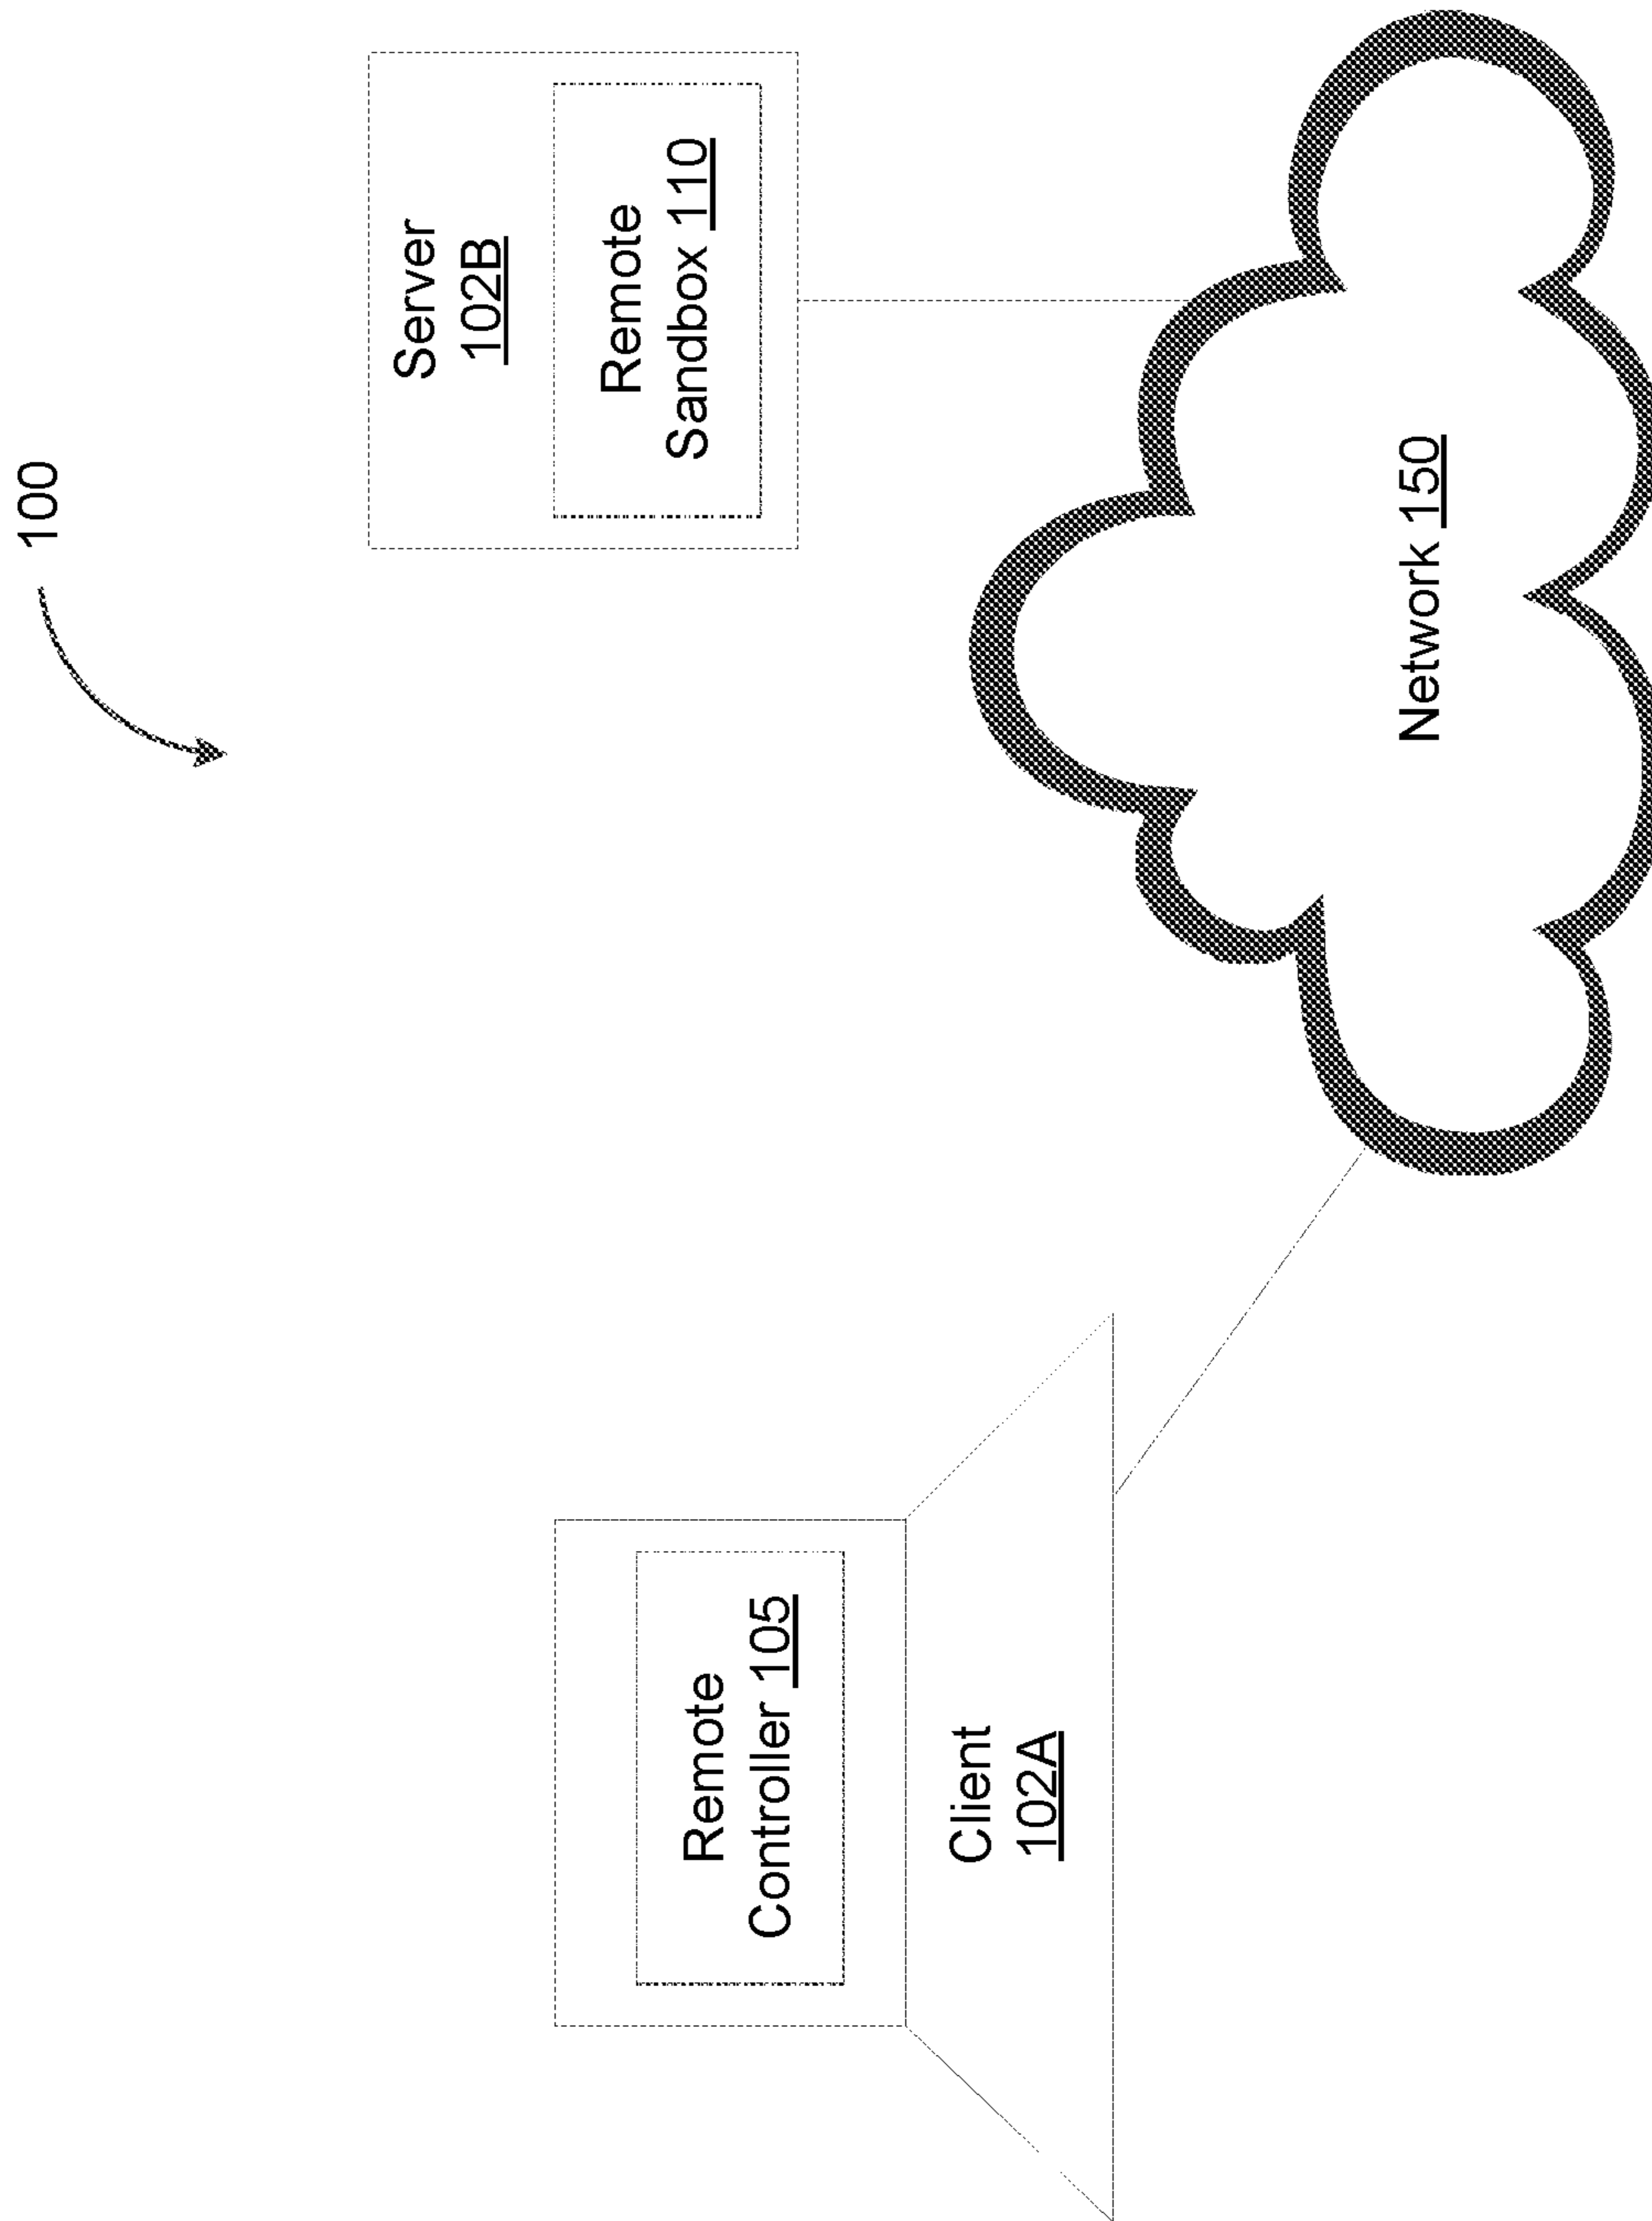 100
Server
102B
Remote
Sandbox 110
Remote
Controller 105
Client
102A
Network 150